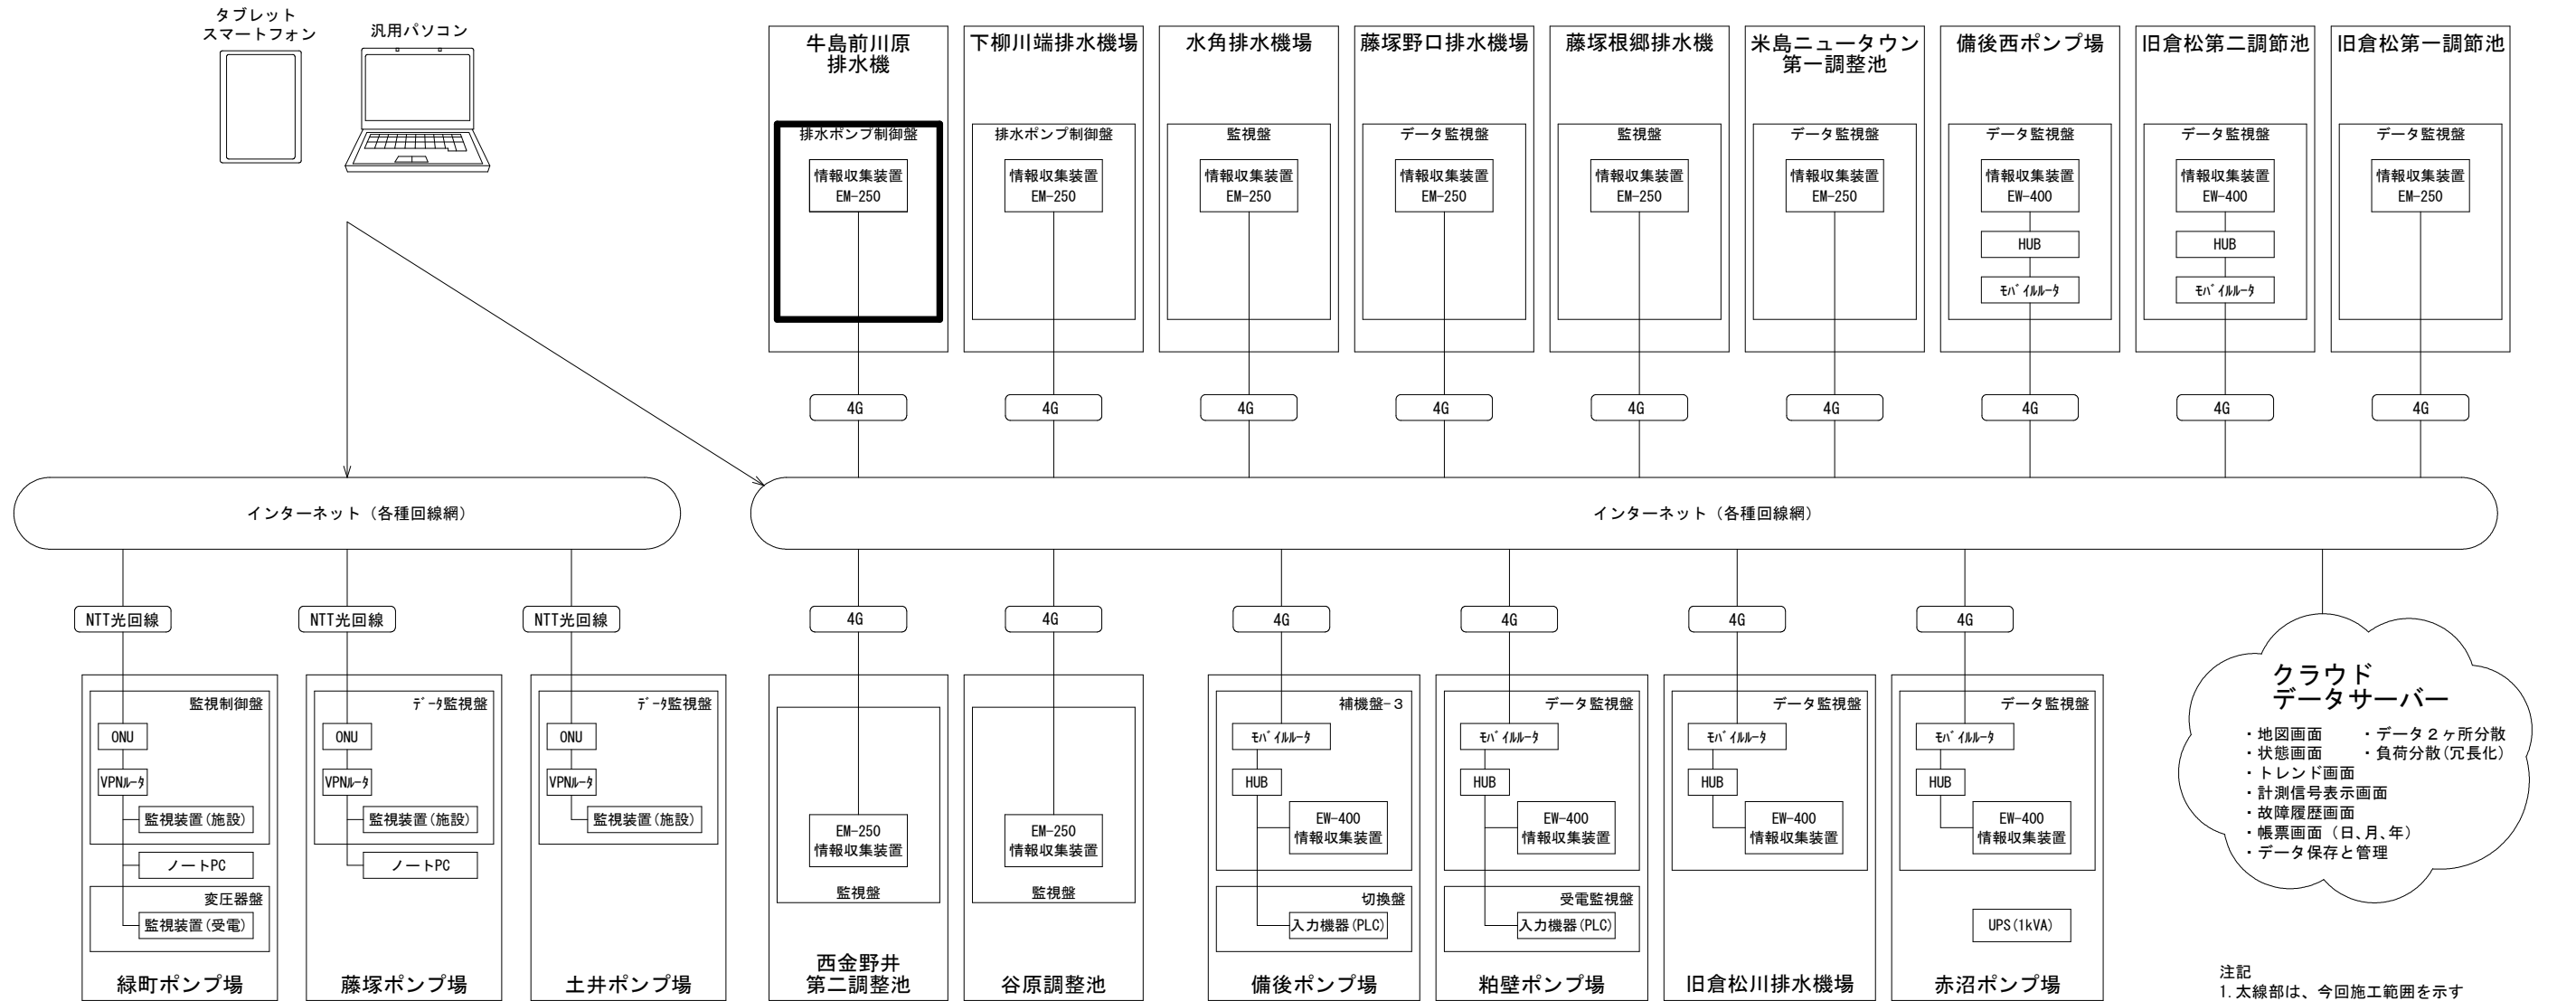 タブレット
スマートフォン
汎用パソコン
牛島前川原
排水機
排水ポンプ制御盤
情報収集装置
EM-250
4G
下柳川端排水機場
排水ポンプ制御盤
情報収集装置
EM-250
4G
水角排水機場
監視盤
情報収集装置
EM-250
4G
藤塚野口排水機場
データ監視盤
情報収集装置
EM-250
4G
藤塚根郷排水機
監視盤
情報収集装置
EM-250
4G
米島ニュータウン
第一調整池
データ監視盤
情報収集装置
EM-250
4G
備後西ポンプ場
データ監視盤
情報収集装置
EW-400
HUB
ﾓﾊﾞｲﾙﾙｰﾀ
4G
旧倉松第二調節池
データ監視盤
情報収集装置
EW-400
HUB
ﾓﾊﾞｲﾙﾙｰﾀ
4G
旧倉松第一調節池
データ監視盤
情報収集装置
EM-250
4G
インターネット（各種回線網）
インターネット（各種回線網）
NTT光回線
監視制御盤
ONU
VPNﾙｰﾀ
監視装置(施設)
ノートPC
変圧器盤
監視装置(受電)
緑町ポンプ場
NTT光回線
ﾃﾞｰﾀ監視盤
ONU
VPNﾙｰﾀ
監視装置(施設)
ノートPC
藤塚ポンプ場
NTT光回線
ﾃﾞｰﾀ監視盤
ONU
VPNﾙｰﾀ
監視装置(施設)
土井ポンプ場
4G
EM-250
情報収集装置
監視盤
西金野井
第二調整池
4G
EM-250
情報収集装置
監視盤
谷原調整池
4G
補機盤-3
ﾓﾊﾞｲﾙﾙｰﾀ
HUB
EW-400
情報収集装置
切換盤
入力機器(PLC)
備後ポンプ場
4G
データ監視盤
ﾓﾊﾞｲﾙﾙｰﾀ
HUB
EW-400
情報収集装置
受電監視盤
入力機器(PLC)
粕壁ポンプ場
4G
データ監視盤
ﾓﾊﾞｲﾙﾙｰﾀ
HUB
EW-400
情報収集装置
旧倉松川排水機場
4G
データ監視盤
ﾓﾊﾞｲﾙﾙｰﾀ
HUB
EW-400
情報収集装置
UPS(1kVA)
赤沼ポンプ場
クラウド
データサーバー
・地図画面 ・データ２ヶ所分散
・状態画面 ・負荷分散(冗長化)
・トレンド画面
・計測信号表示画面
・故障履歴画面
・帳票画面（日、月、年）
・データ保存と管理
注記
1.太線部は、今回施工範囲を示す